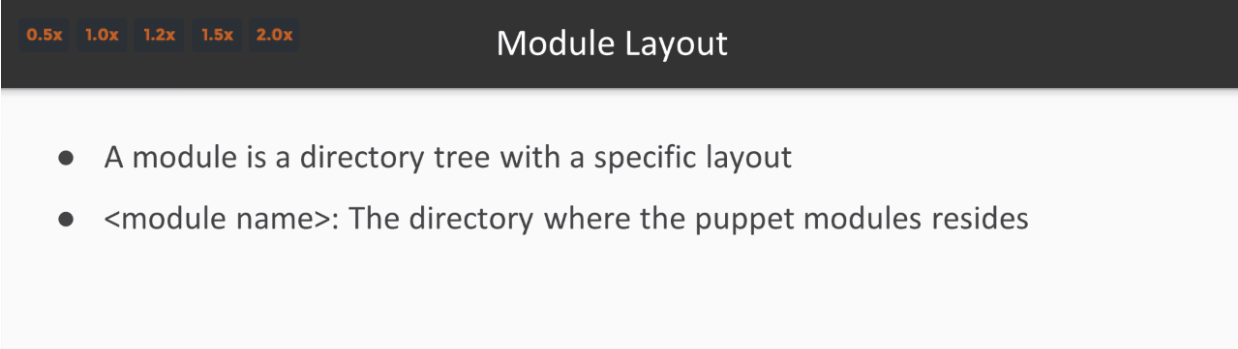 0.5x 1.0x 1.2x 1.5x 2.0x
Module Layout
● A module is a directory tree with a specific layout
● <module name>: The directory where the puppet modules resides